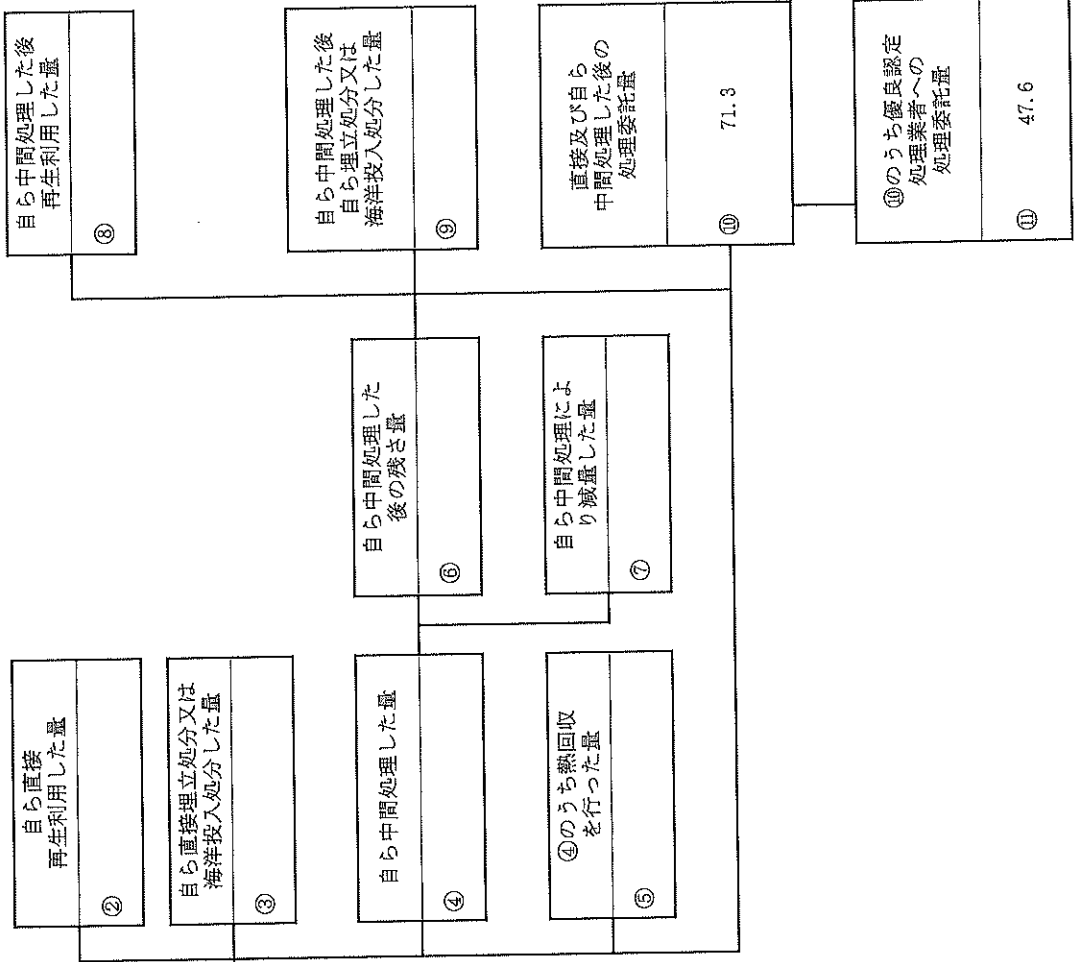 自ら直接
再生利用した量
②
自ら直接埋立処分又は
海洋投入処分した量
③
自ら中間処理した量
④
④のうち熱回収
を行った量
⑤
自ら中間処理した
後の残さ量
⑥
自ら中間処理によ
り減量した量
⑦
自ら中間処理した後
再生利用した量
⑧
自ら中間処理した後
自ら埋立処分又は
海洋投入処分した量
⑨
直接及び自ら
中間処理した後の
処理委託量
⑩ 71.3
⑩のうち優良認定
処理業者への
処理委託量
⑪ 47.6